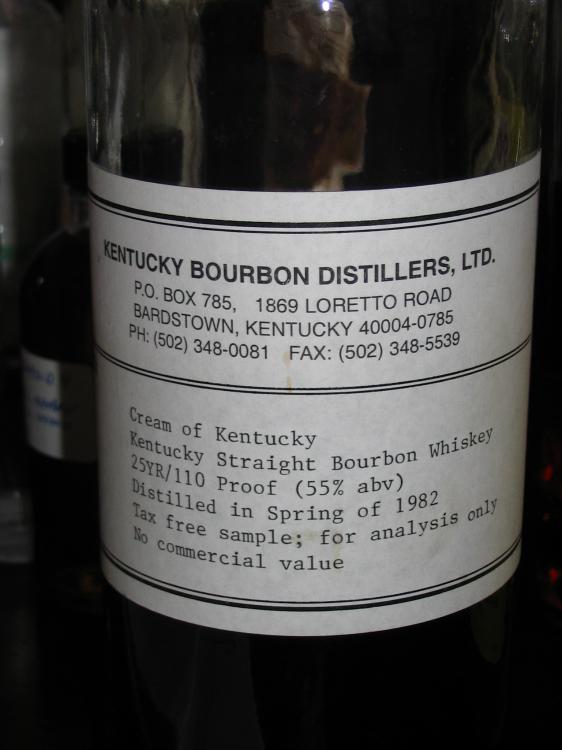 KENTUCKY BOURBON DISTILLERS, LTD.
P.O. BOX 785, 1869 LORETTO ROAD
BARDSTOWN, KENTUCKY 40004-0785
PH: (502) 348-0081 FAX: (502) 348-5539
Cream of Kentucky
Kentucky Straight Bourbon Whiskey
25YR/110 Proof (55% abv)
Distilled in Spring of 1982
Tax free sample; for analysis only
No commercial value